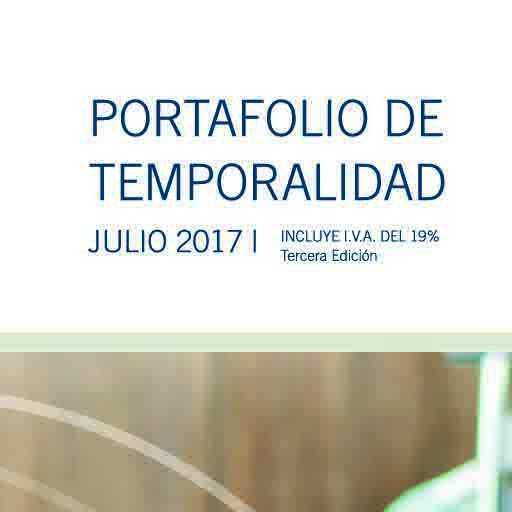 PORTAFOLIO DE
TEMPORALIDAD
JULIO 2017 | INCLUYE I.V.A. DEL 19%
Tercera Edición